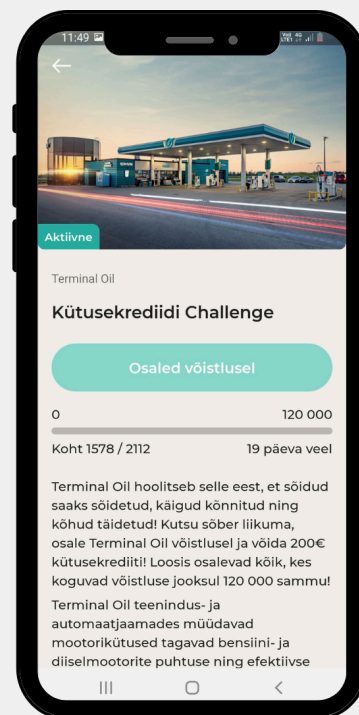 11:49
Aktiivne
Terminal Oil
Kütusekrediidi Challenge
Osaled võistlusel
0 120 000
Koht 1578 / 2112 19 päeva veel
Terminal Oil hoolitseb selle eest, et sõidud
saaks sõidetud, käigud kõnnitud ning
kõhud täidetud! Kutsu sõber liikuma,
osale Terminal Oil võistlusel ja võida 200€
kütusekrediiti! Loosis osalevad kõik, kes
koguvad võistluse jooksul 120 000 sammu!
Terminal Oil teenindus- ja
automaatjaamades müüdavad
mootorikütused tagavad bensiini- ja
diiselmootorite puhtuse ning efektiivse